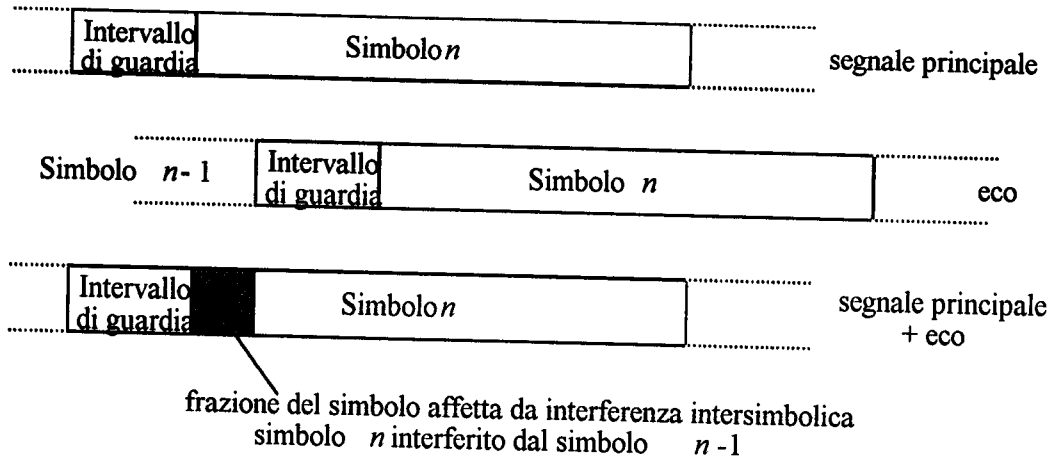 Intervallo
di guardia
Simbolo n
segnale principale
Simbolo n-1
Intervallo
di guardia
Simbolo n
eco
Intervallo
di guardia
Simbolo n
segnale principale
+ eco
frazione del simbolo affetta da interferenza intersimbolica
simbolo n interferito dal simbolo n-1